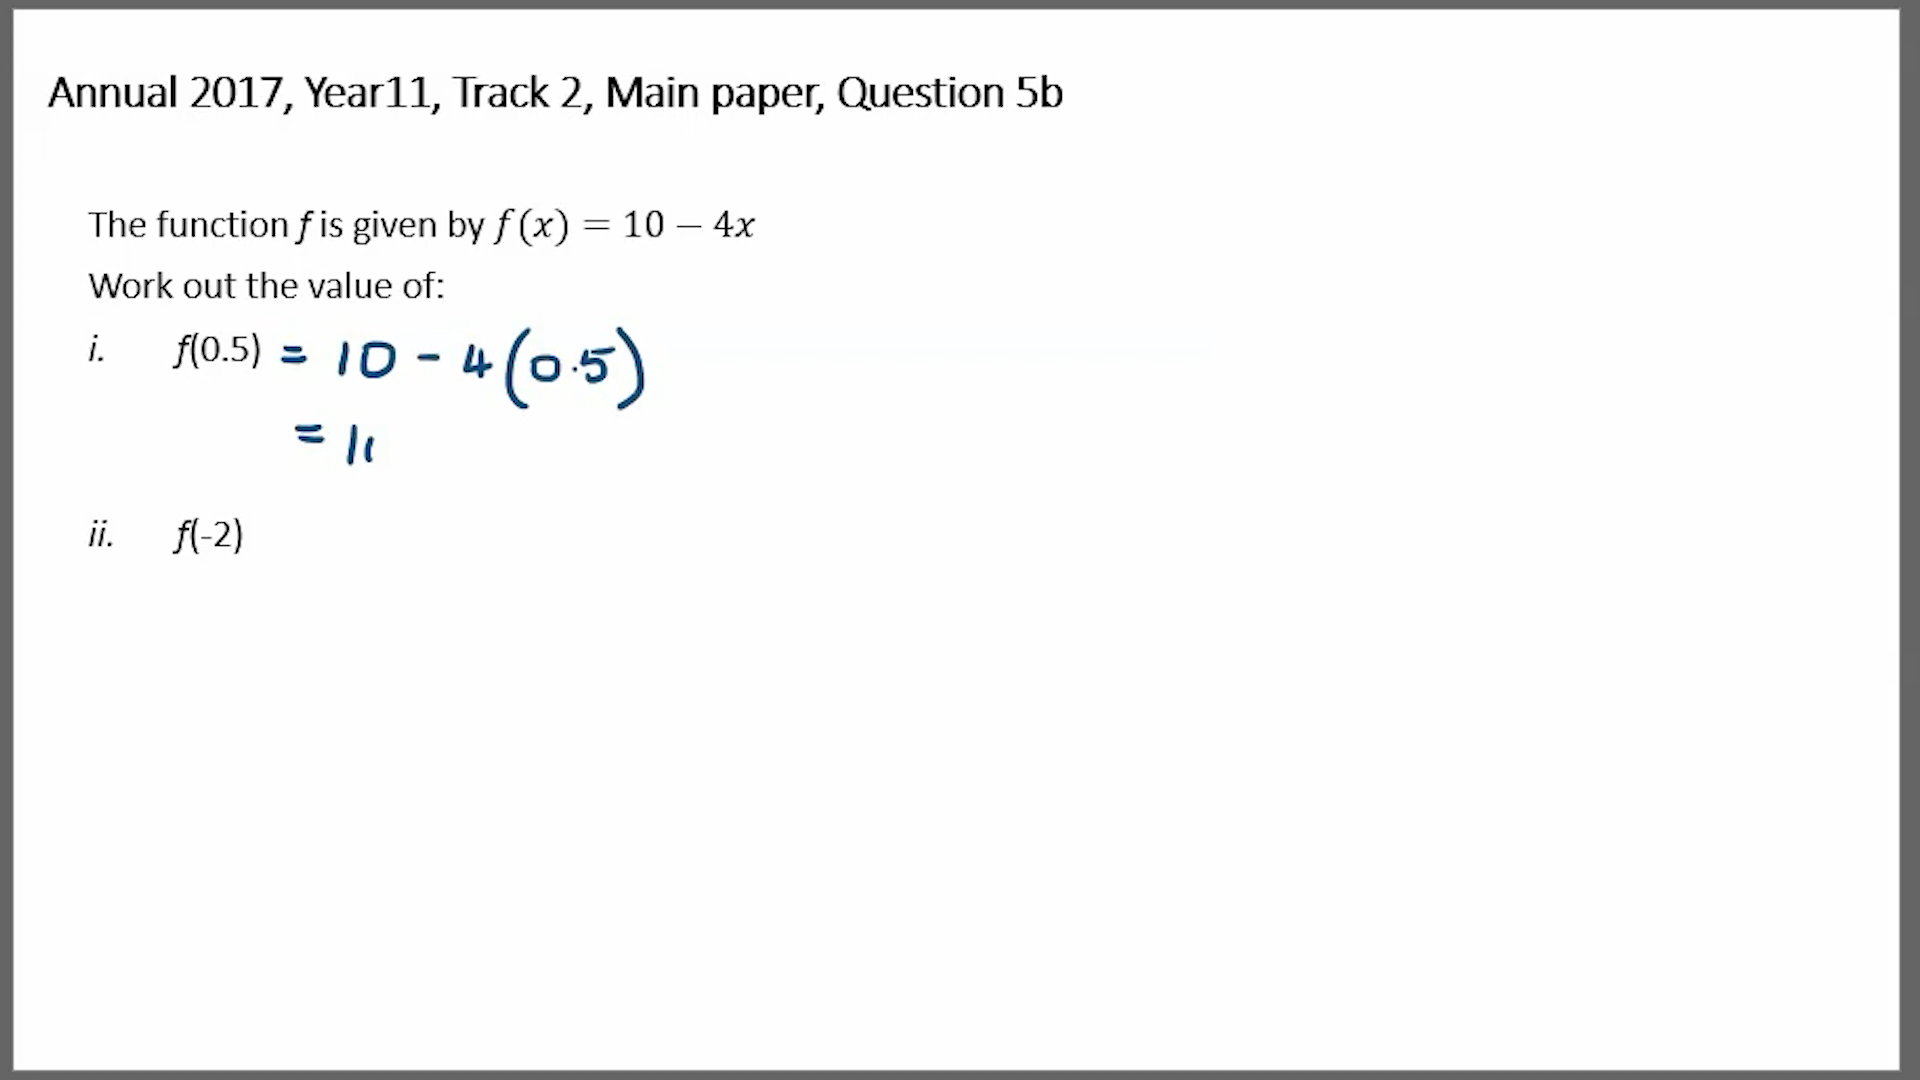 Annual 2017, Year11, Track 2, Main paper, Question 5b
The function f is given by f(x) = 10 − 4x
Work out the value of:
i. f(0.5) = 10 - 4(0.5)
= 1
ii. f(-2)